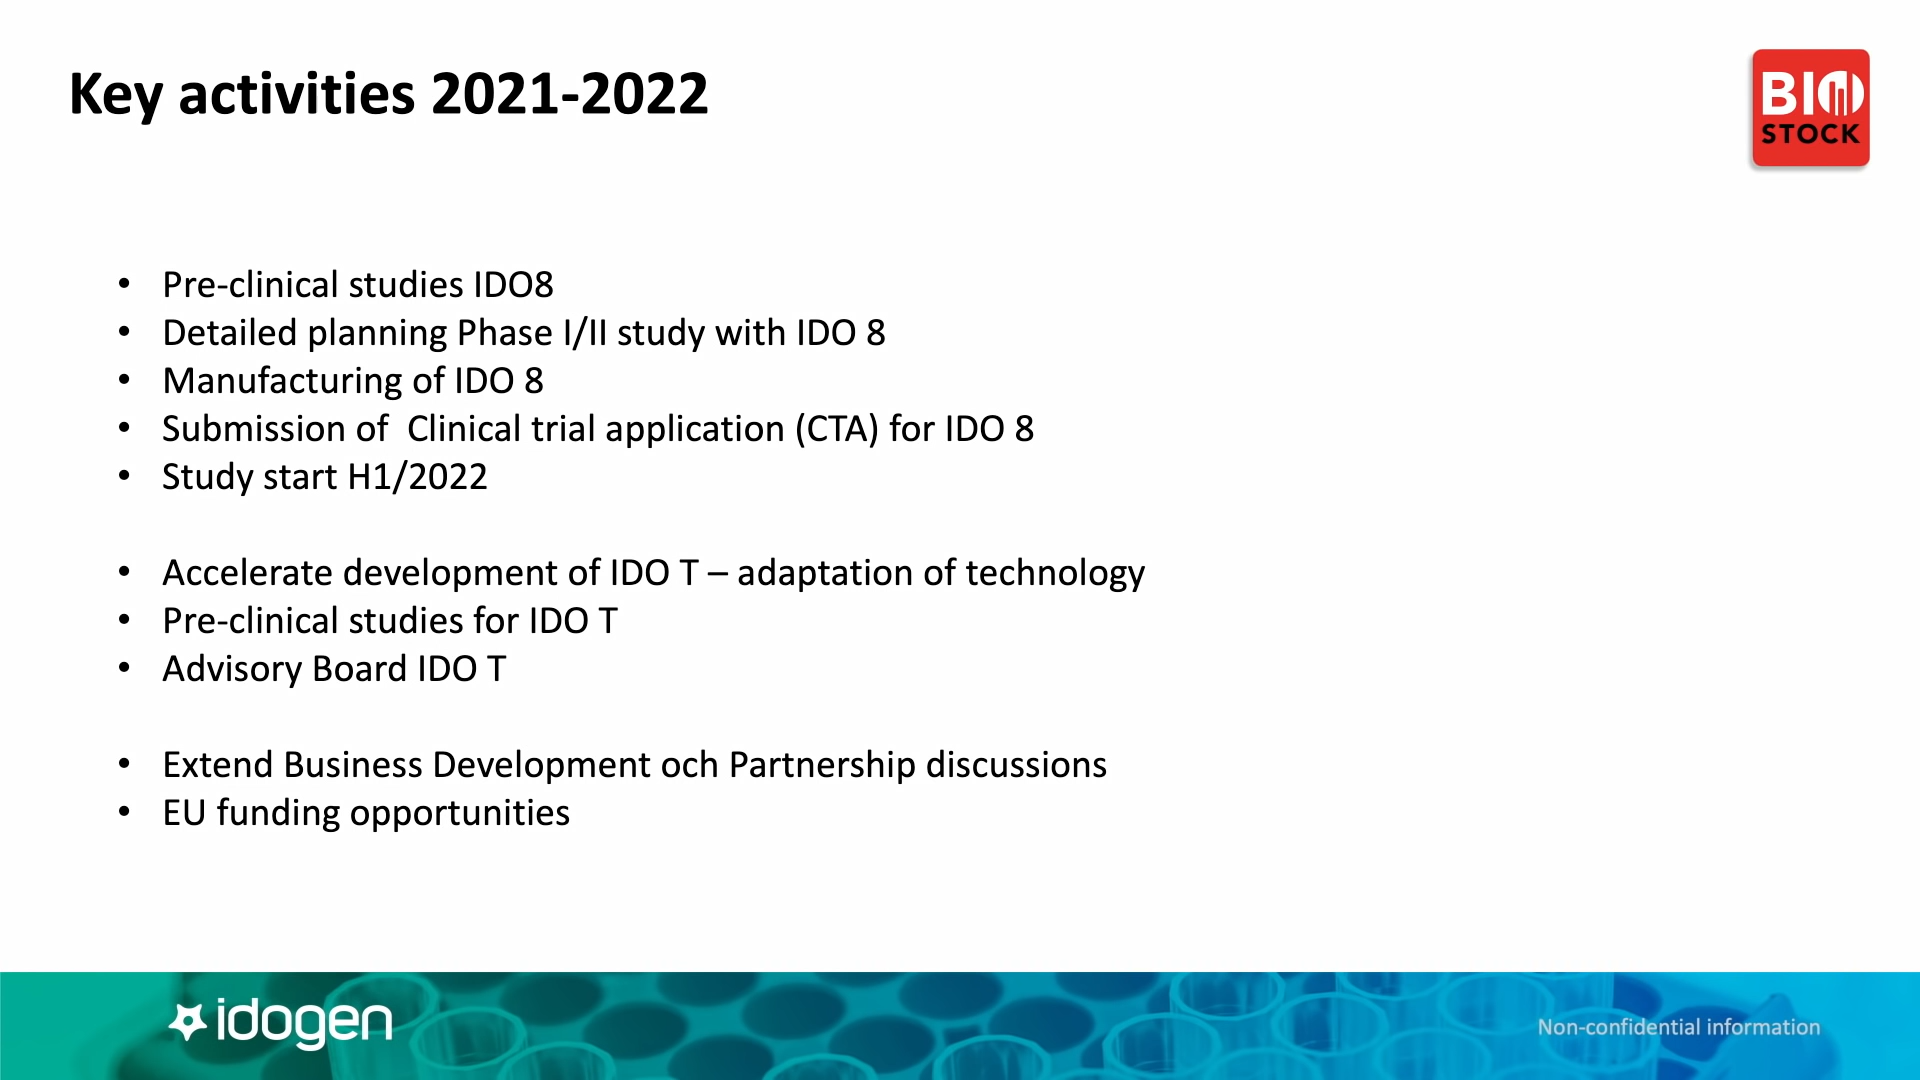 Key activities 2021-2022
BIO
STOCK
• Pre-clinical studies IDO8
• Detailed planning Phase I/II study with IDO 8
• Manufacturing of IDO 8
• Submission of  Clinical trial application (CTA) for IDO 8
• Study start H1/2022
• Accelerate development of IDO T – adaptation of technology
• Pre-clinical studies for IDO T
• Advisory Board IDO T
• Extend Business Development och Partnership discussions
• EU funding opportunities
idogen
Non-confidential information